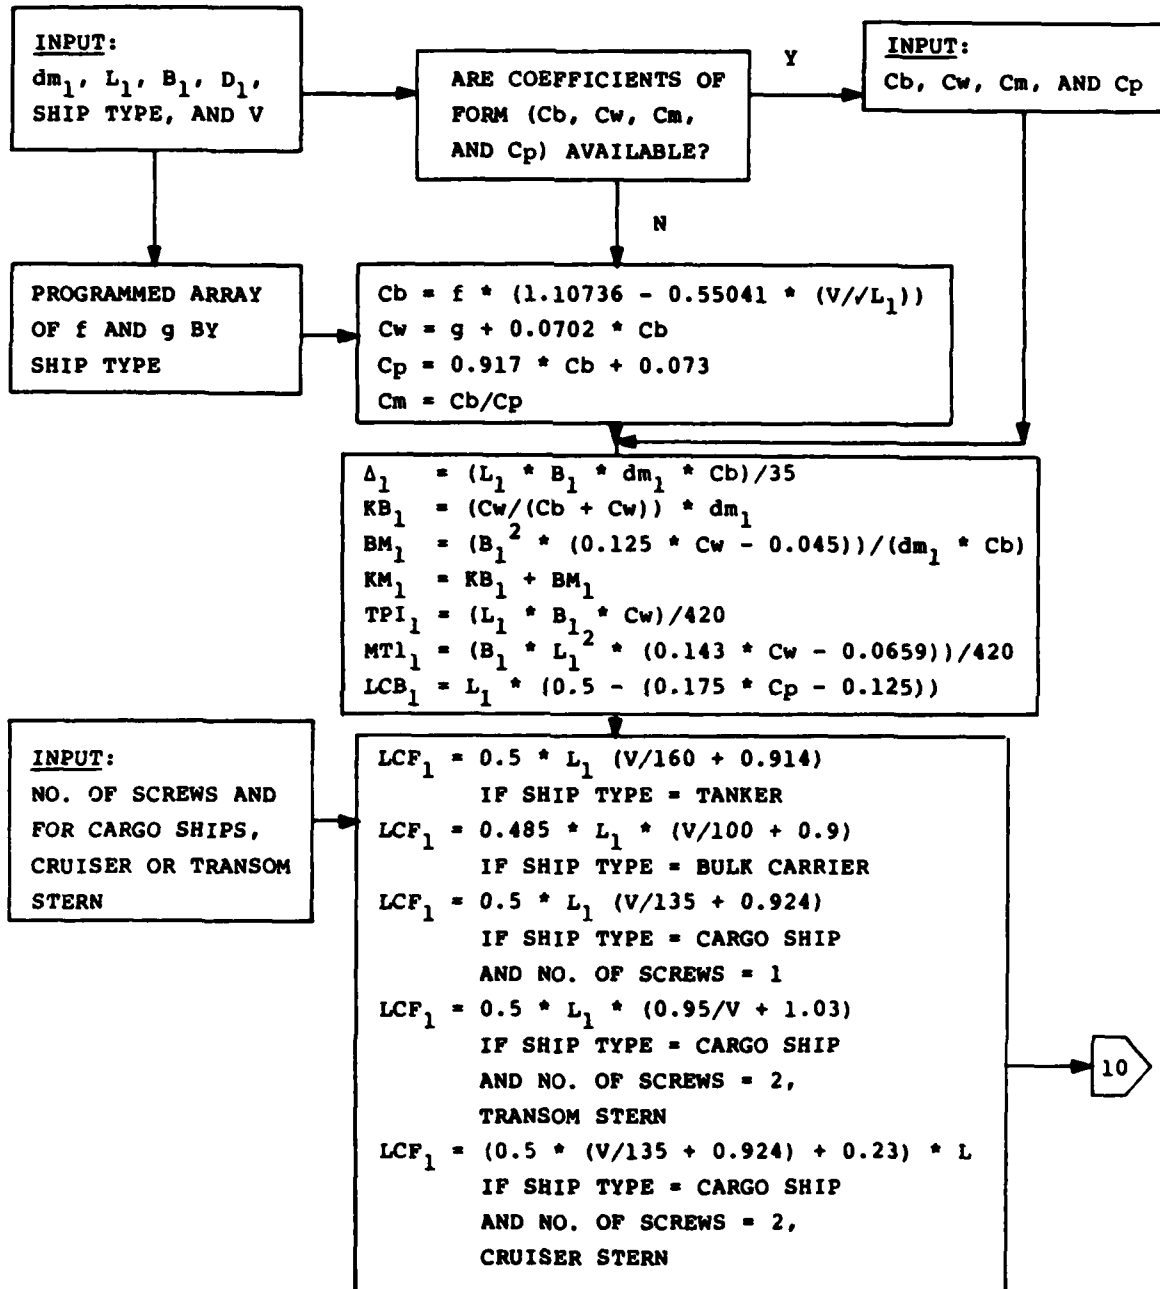 INPUT:
dm₁, L₁, B₁, D₁,
SHIP TYPE, AND V
ARE COEFFICIENTS OF
FORM (Cb, Cw, Cm,
AND Cp) AVAILABLE?
Y
INPUT:
Cb, Cw, Cm, AND Cp
N
PROGRAMMED ARRAY
OF f AND g BY
SHIP TYPE
Cb = f * (1.10736 - 0.55041 * (V/√L₁))
Cw = g + 0.0702 * Cb
Cp = 0.917 * Cb + 0.073
Cm = Cb/Cp
Δ₁ = (L₁ * B₁ * dm₁ * Cb)/35
KB₁ = (Cw/(Cb + Cw)) * dm₁
BM₁ = (B₁² * (0.125 * Cw - 0.045))/(dm₁ * Cb)
KM₁ = KB₁ + BM₁
TPI₁ = (L₁ * B₁ * Cw)/420
MT1₁ = (B₁ * L₁² * (0.143 * Cw - 0.0659))/420
LCB₁ = L₁ * (0.5 - (0.175 * Cp - 0.125))
INPUT:
NO. OF SCREWS AND
FOR CARGO SHIPS,
CRUISER OR TRANSOM
STERN
LCF₁ = 0.5 * L₁ (V/160 + 0.914)
IF SHIP TYPE = TANKER
LCF₁ = 0.485 * L₁ * (V/100 + 0.9)
IF SHIP TYPE = BULK CARRIER
LCF₁ = 0.5 * L₁ (V/135 + 0.924)
IF SHIP TYPE = CARGO SHIP
AND NO. OF SCREWS = 1
LCF₁ = 0.5 * L₁ * (0.95/V + 1.03)
IF SHIP TYPE = CARGO SHIP
AND NO. OF SCREWS = 2,
TRANSOM STERN
LCF₁ = (0.5 * (V/135 + 0.924) + 0.23) * L
IF SHIP TYPE = CARGO SHIP
AND NO. OF SCREWS = 2,
CRUISER STERN
10